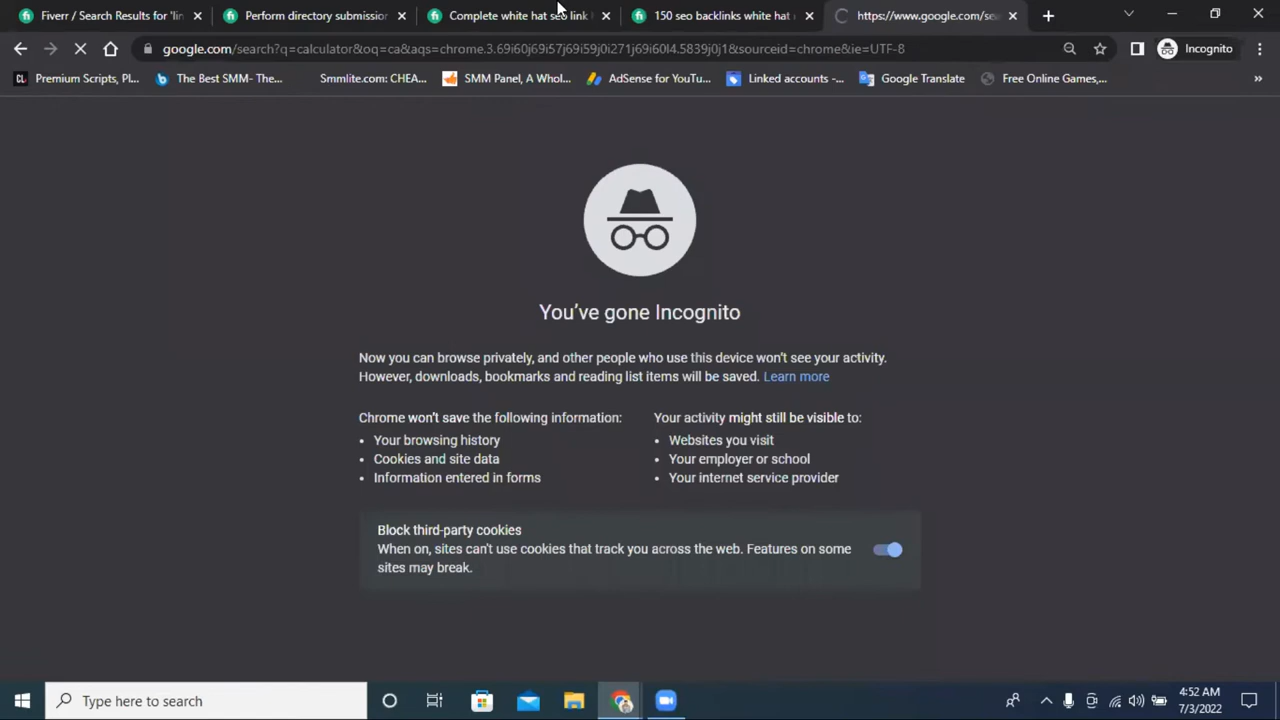 Fiverr / Search Results for 'lin
Perform directory submission
Complete white hat seo link
150 seo backlinks white hat
https://www.google.com/sea
google.com/search?q=calculator&oq=ca&aqs=chrome.3.69i60j69i57j69i59j0i271j69i60l4.5839j0j1&sourceid=chrome&ie=UTF-8
Incognito
Premium Scripts, Pl...
The Best SMM- The...
Smmlite.com: CHEA...
SMM Panel, A Whol...
AdSense for YouTu...
Linked accounts -...
Google Translate
Free Online Games,...
You've gone Incognito
Now you can browse privately, and other people who use this device won't see your activity.
However, downloads, bookmarks and reading list items will be saved. Learn more
Chrome won't save the following information:
• Your browsing history
• Cookies and site data
• Information entered in forms
Your activity might still be visible to:
• Websites you visit
• Your employer or school
• Your internet service provider
Block third-party cookies
When on, sites can't use cookies that track you across the web. Features on some
sites may break.
Type here to search
4:52 AM
7/3/2022